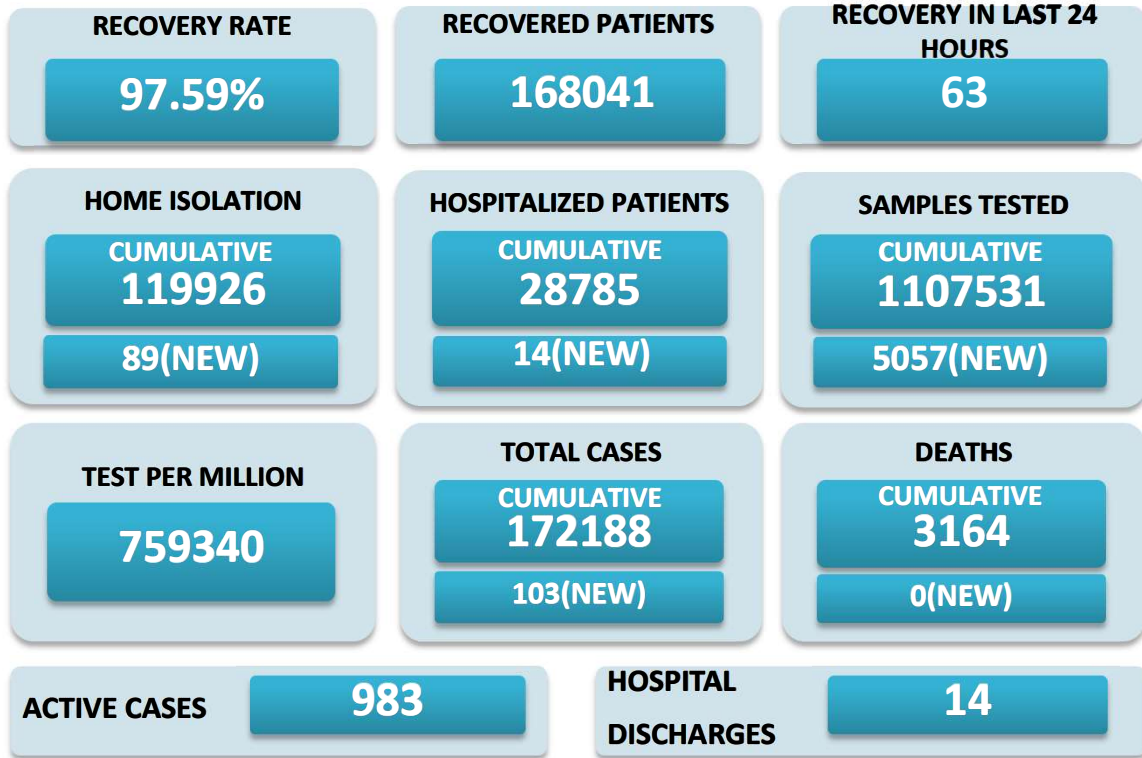 RECOVERY RATE
97.59%
RECOVERED PATIENTS
168041
RECOVERY IN LAST 24
HOURS
63
HOME ISOLATION
CUMULATIVE
119926
89(NEW)
HOSPITALIZED PATIENTS
CUMULATIVE
28785
14(NEW)
SAMPLES TESTED
CUMULATIVE
1107531
5057(NEW)
TEST PER MILLION
759340
TOTAL CASES
CUMULATIVE
172188
103(NEW)
DEATHS
CUMULATIVE
3164
0(NEW)
ACTIVE CASES
983
HOSPITAL
DISCHARGES
14